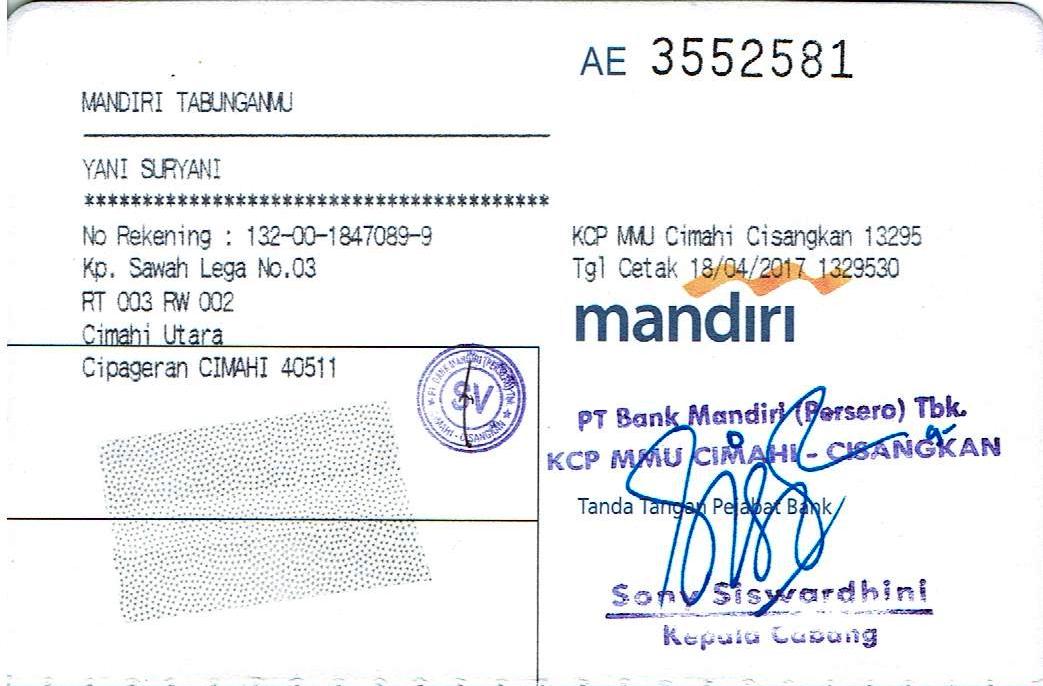 AE 3552581
MANDIRI TABUNGANMU
YANI SURYANI
****************************************
No Rekening : 132-00-1847089-9
Kp. Sawah Lega No.03
RT 003 RW 002
Cimahi Utara
Cipageran CIMAHI 40511
KCP MMU Cimahi Cisangkan 13295
Tgl Cetak 18/04/2017 1329530
mandiri
PT Bank Mandiri (Persero) Tbk.
KCP MMU CIMAHI - CISANGKAN
Tanda Tangan Pejabat Bank
Sony Siswardhini
Kepala Cabang
PT. BANK MANDIRI (PERSERO) Tbk
SV
CIMAHI - CISANGKAN